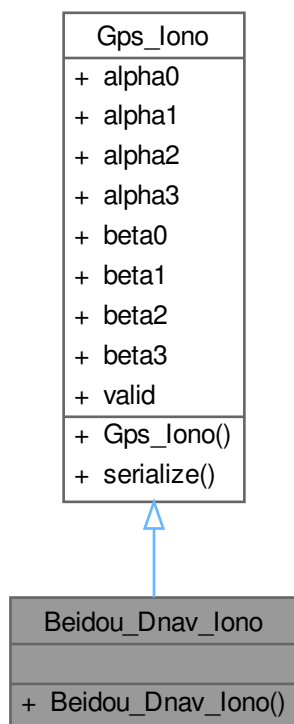 Gps_Iono
+ alpha0
+ alpha1
+ alpha2
+ alpha3
+ beta0
+ beta1
+ beta2
+ beta3
+ valid
+ Gps_Iono()
+ serialize()
Beidou_Dnav_Iono
+ Beidou_Dnav_Iono()